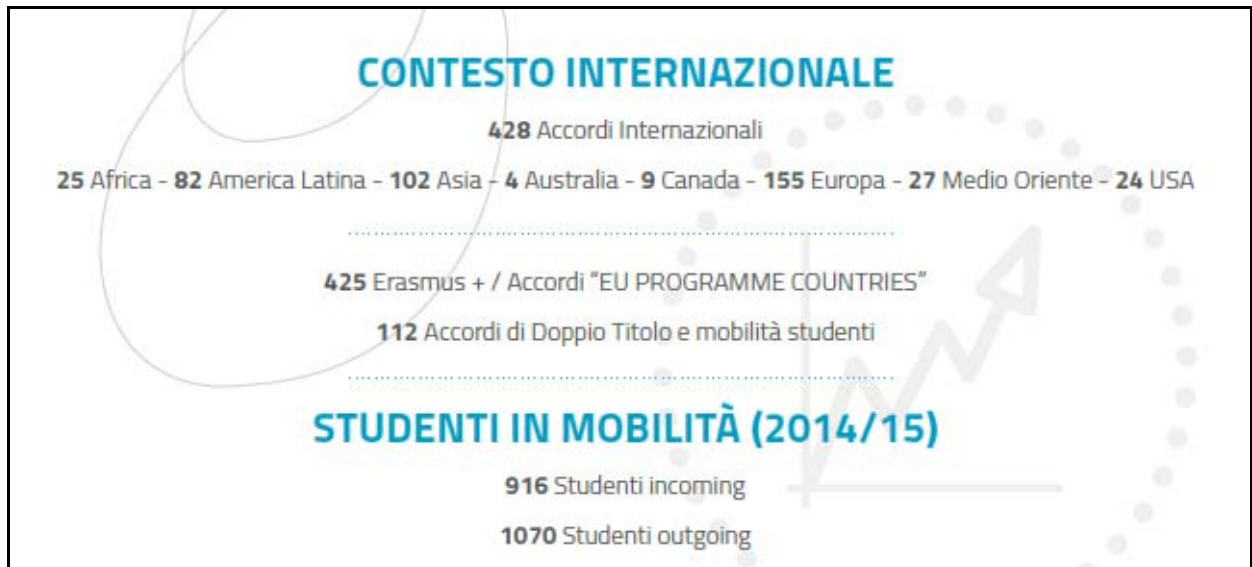 CONTESTO INTERNAZIONALE
428 Accordi Internazionali
25 Africa - 82 America Latina - 102 Asia - 4 Australia - 9 Canada - 155 Europa - 27 Medio Oriente - 24 USA
425 Erasmus + / Accordi “EU PROGRAMME COUNTRIES”
112 Accordi di Doppio Titolo e mobilità studenti
STUDENTI IN MOBILITÀ (2014/15)
916 Studenti incoming
1070 Studenti outgoing